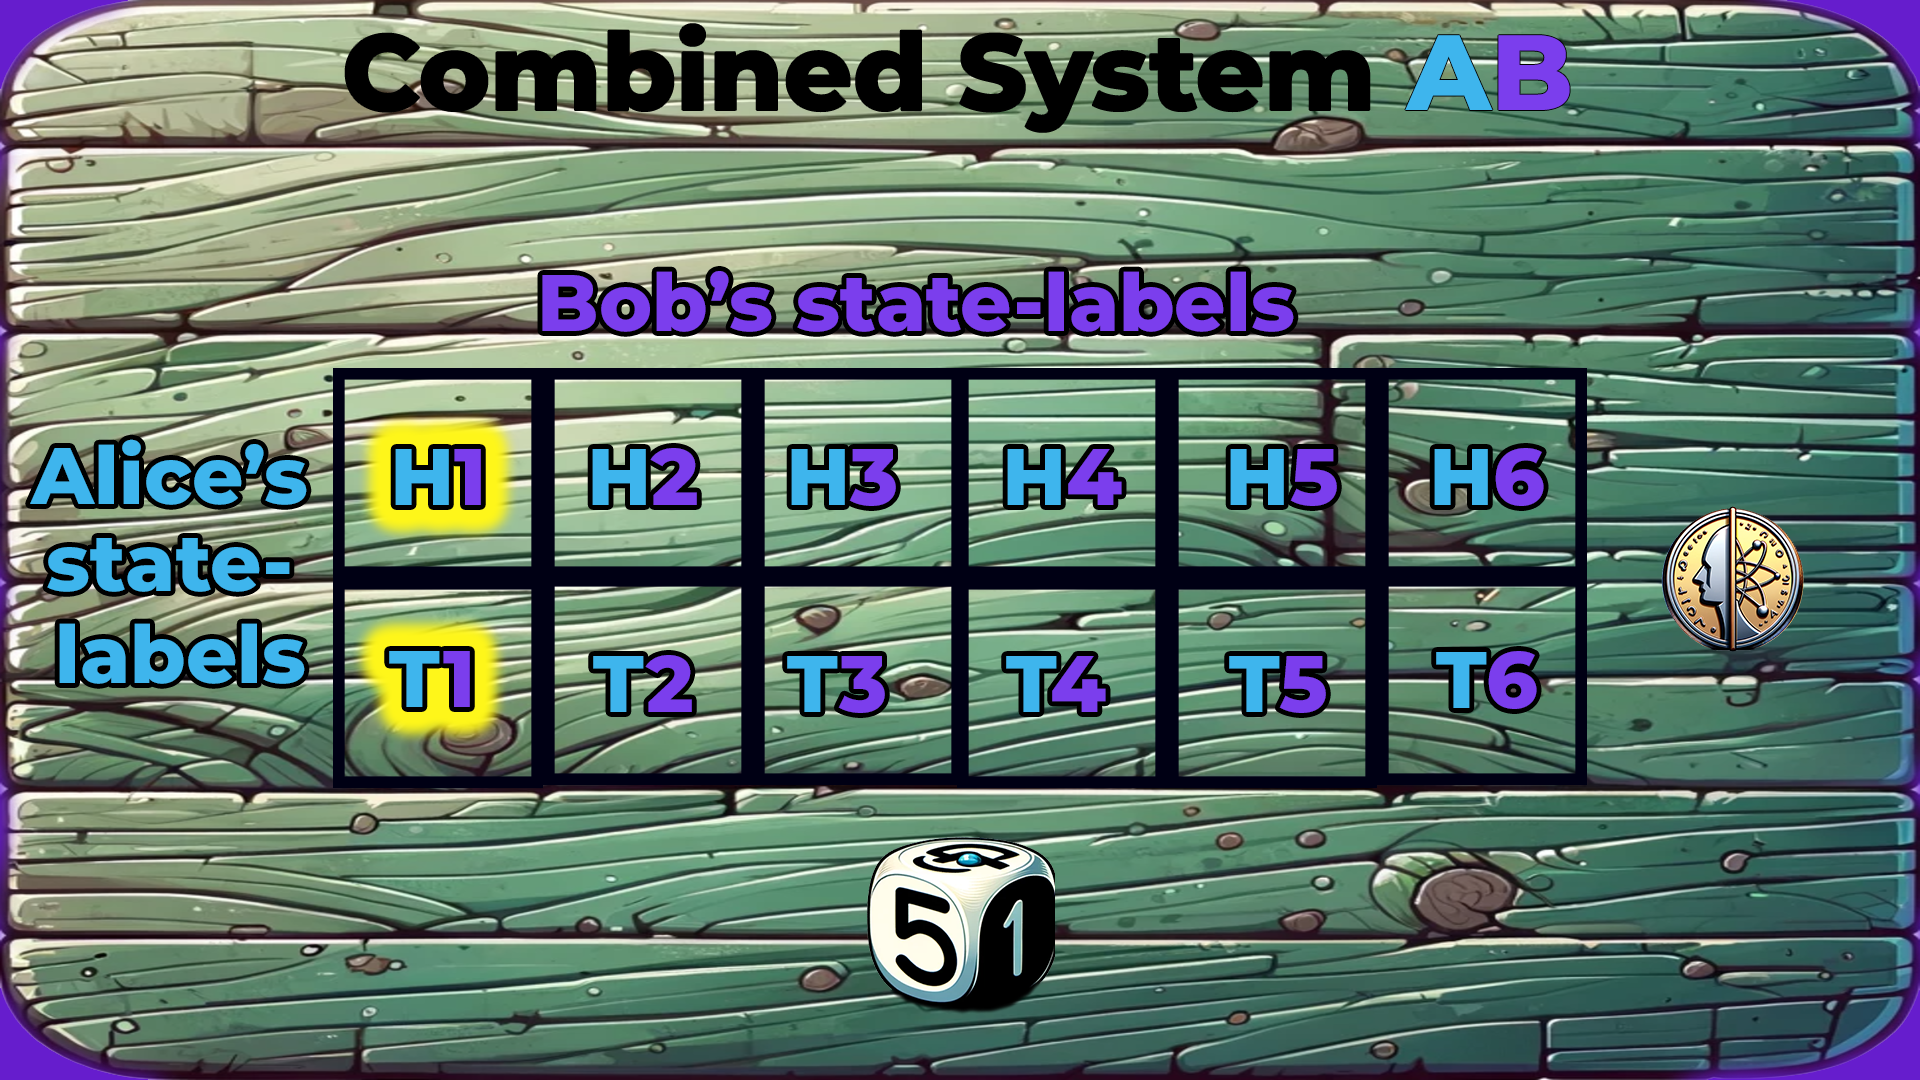 Combined System AB
Bob's state-labels
Alice's
state-
labels
H1 H2 H3 H4 H5 H6
T1 T2 T3 T4 T5 T6
5 1